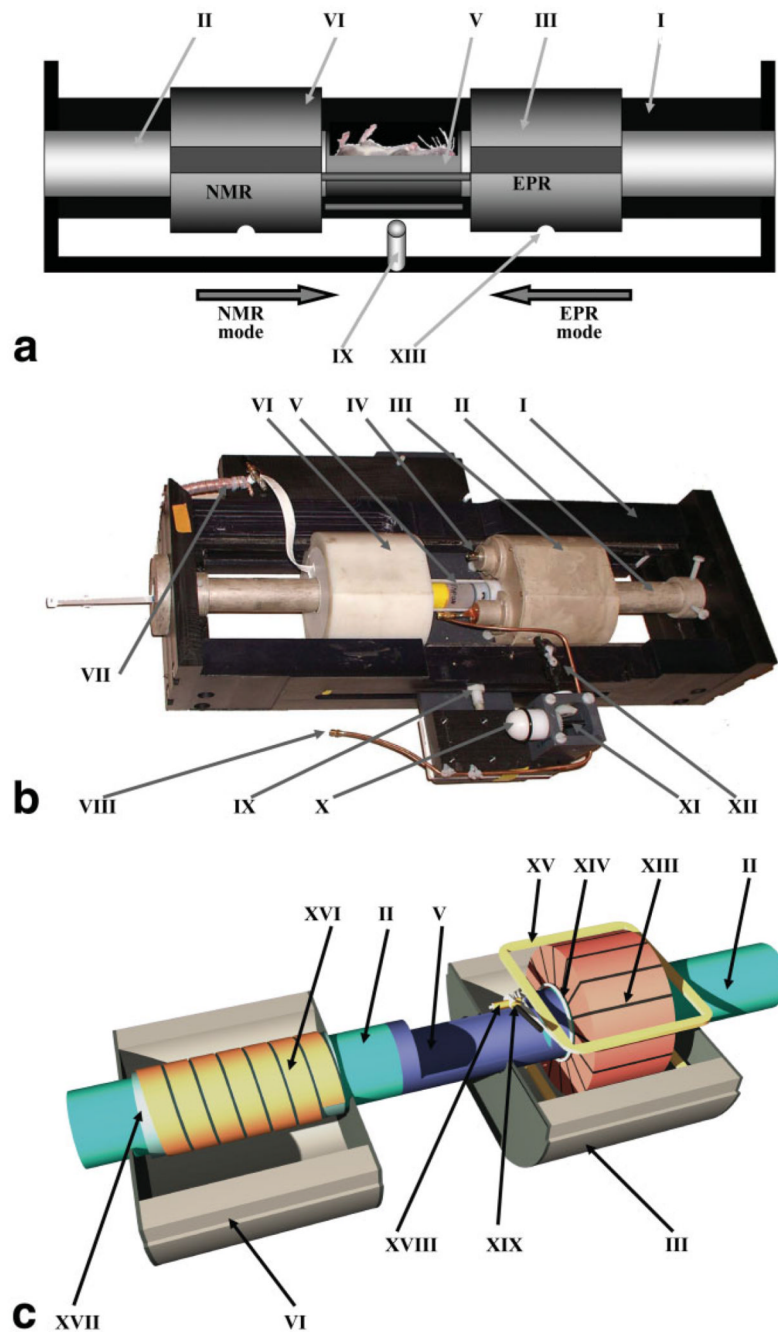 II VI III V I
NMR EPR
NMR mode
EPR mode
IX XIII
a
VI V IV III II I
VII
VIII IX X XI XII
b
XV XIV XIII II
XVI II V
XVIII XIX III
XVII VI
c